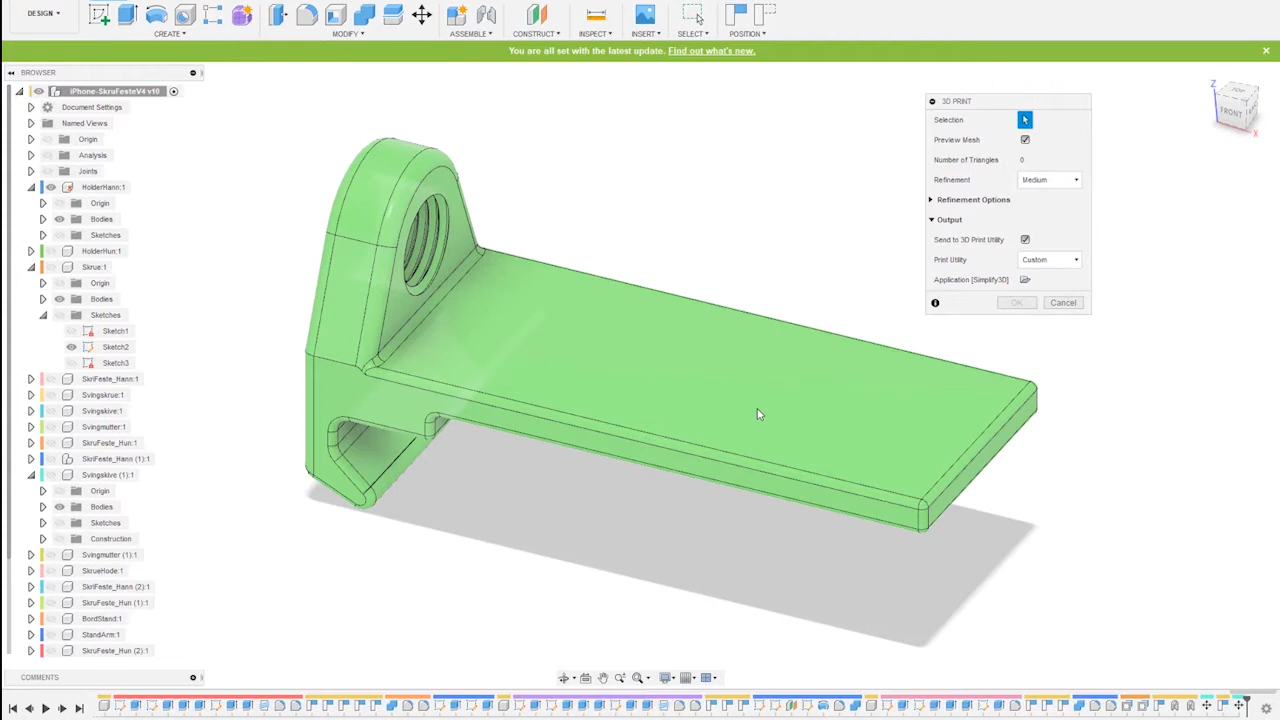 DESIGN ▾
CREATE ▾
MODIFY ▾
ASSEMBLE ▾
CONSTRUCT ▾
INSPECT ▾
INSERT ▾
SELECT ▾
POSITION ▾
You are all set with the latest update. Find out what's new.
BROWSER
iPhone-SkruFesteV4 v10
Document Settings
Named Views
Origin
Analysis
Joints
HolderHann:1
Origin
Bodies
Sketches
HolderHun:1
Skrue:1
Origin
Bodies
Sketches
Sketch1
Sketch2
Sketch3
SkriFeste_Hann:1
Svingskrue:1
Svingskive:1
Svingmutter:1
SkruFeste_Hun:1
SkriFeste_Hann (1):1
Svingskive (1):1
Origin
Bodies
Sketches
Construction
Svingmutter (1):1
SkrueHode:1
SkriFeste_Hann (2):1
SkruFeste_Hun (1):1
BordStand:1
StandArm:1
SkruFeste_Hun (2):1
COMMENTS
3D PRINT
Selection
Preview Mesh
Number of Triangles 0
Refinement Medium
Refinement Options
Output
Send to 3D Print Utility
Print Utility Custom
Application [Simplify3D]
OK Cancel
Z
TOP
FRONT
X